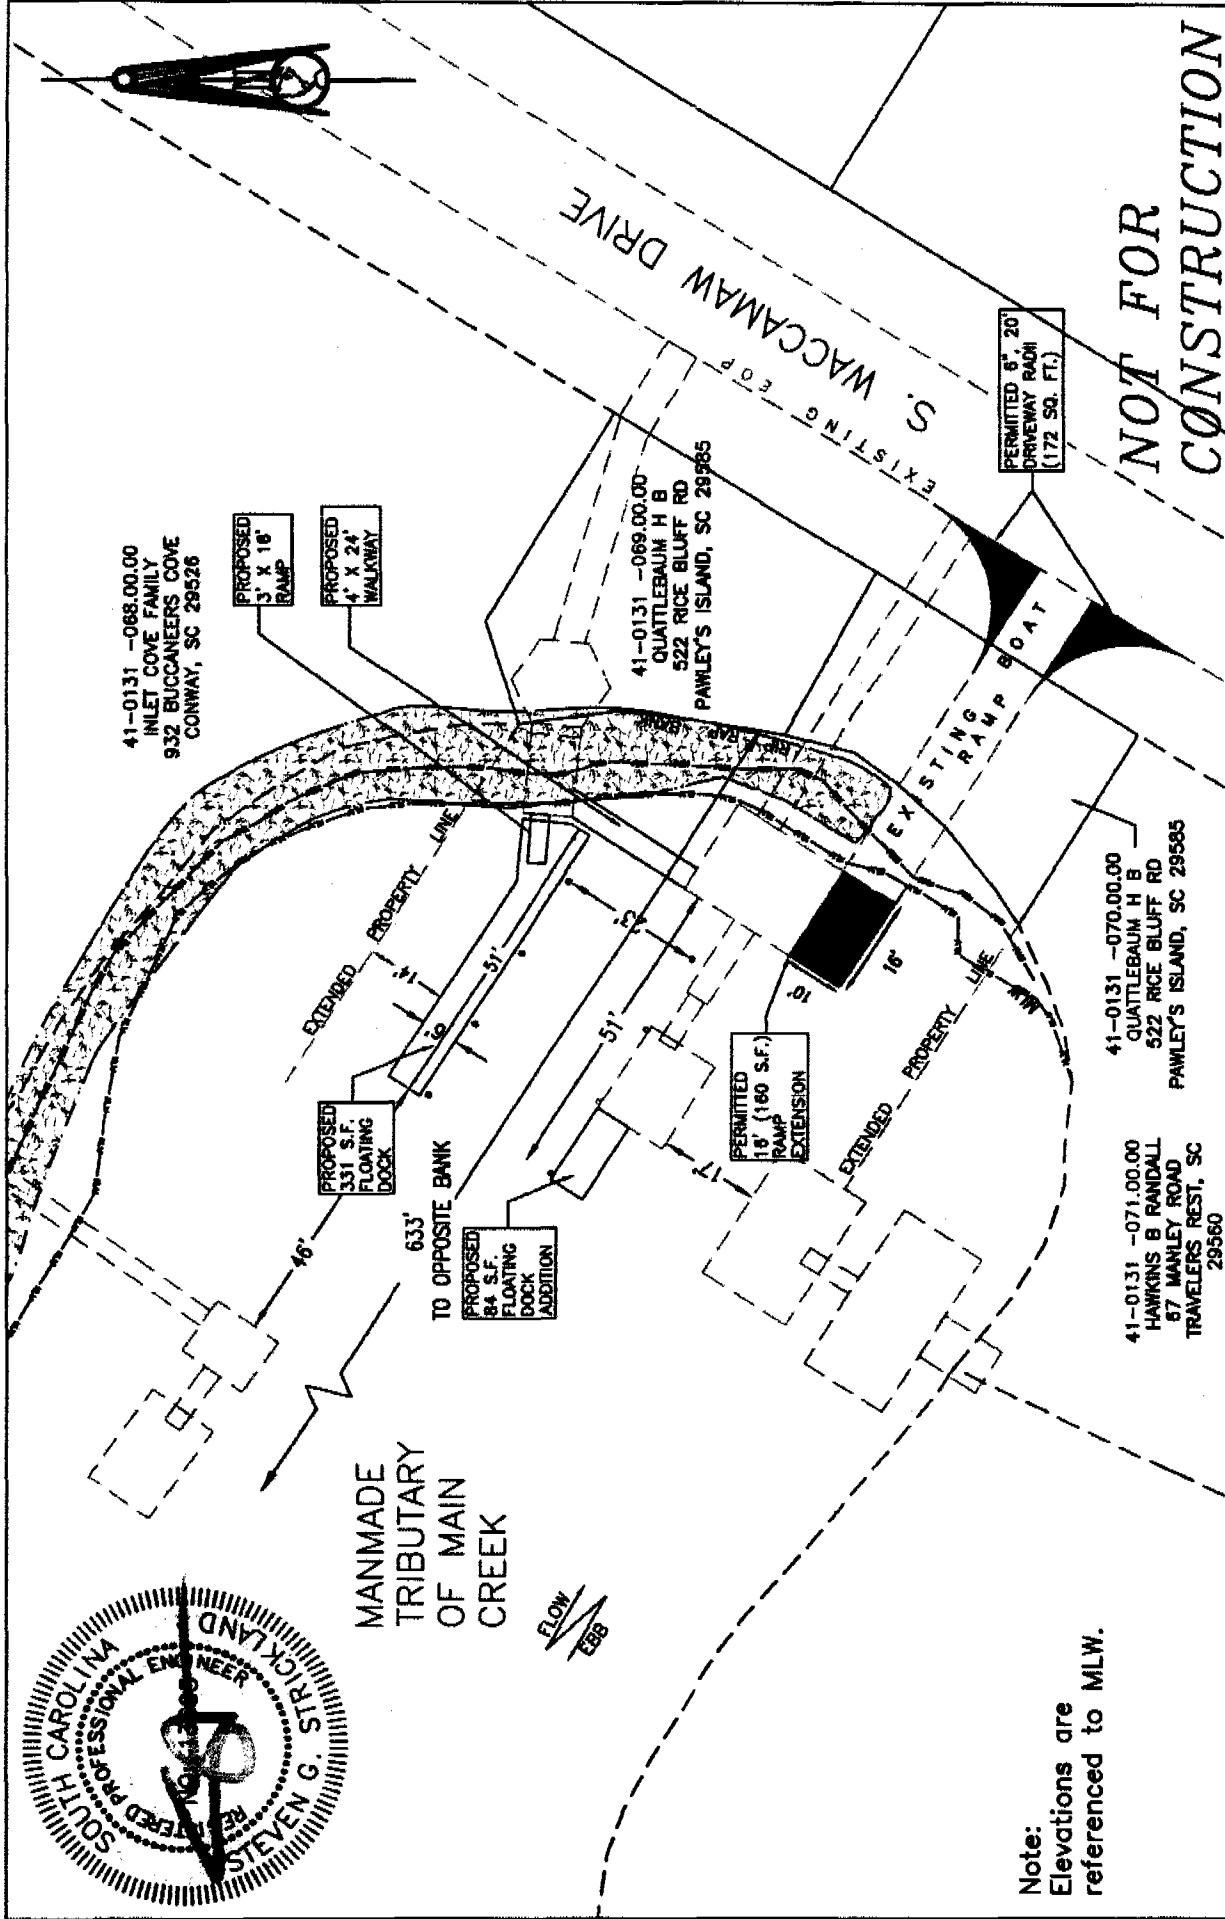 SOUTH CAROLINA
REGISTERED PROFESSIONAL ENGINEER
STEVEN G. STRICKLAND
MANMADE
TRIBUTARY
OF MAIN
CREEK
FLOW
EBB
Note:
Elevations are
referenced to MLW.
41-0131 -068.00.00
INLET COVE FAMILY
932 BUCCANEERS COVE
CONWAY, SC 29526
PROPOSED
3' X 16'
RAMP
PROPOSED
4' X 24'
WALKWAY
41-0131 -069.00.00
QUATTLEBAUM H B
522 RICE BLUFF RD
PAWLEY'S ISLAND, SC 29585
S. WACCAMAW DRIVE
EXISTING EOP
EXTENDED PROPERTY LINE
14'
6'
51'
43'
51'
46'
PROPOSED
331 S.F.
FLOATING
DOCK
633'
TO OPPOSITE BANK
PROPOSED
84 S.F.
FLOATING
DOCK
ADDITION
17'
RIP RAP
BANK
EXISTING BOAT
RAMP
10'
16'
PERMITTED
16' (160 S.F.)
RAMP
EXTENSION
EXTENDED PROPERTY LINE
MLW
PERMITTED 6", 20'
DRIVEWAY RADII
(172 SQ. FT.)
41-0131 -070.00.00
QUATTLEBAUM H B
522 RICE BLUFF RD
PAWLEY'S ISLAND, SC 29585
41-0131 -071.00.00
HAWKINS B RANDALL
67 MANLEY ROAD
TRAVELERS REST, SC
29560
NOT FOR
CONSTRUCTION